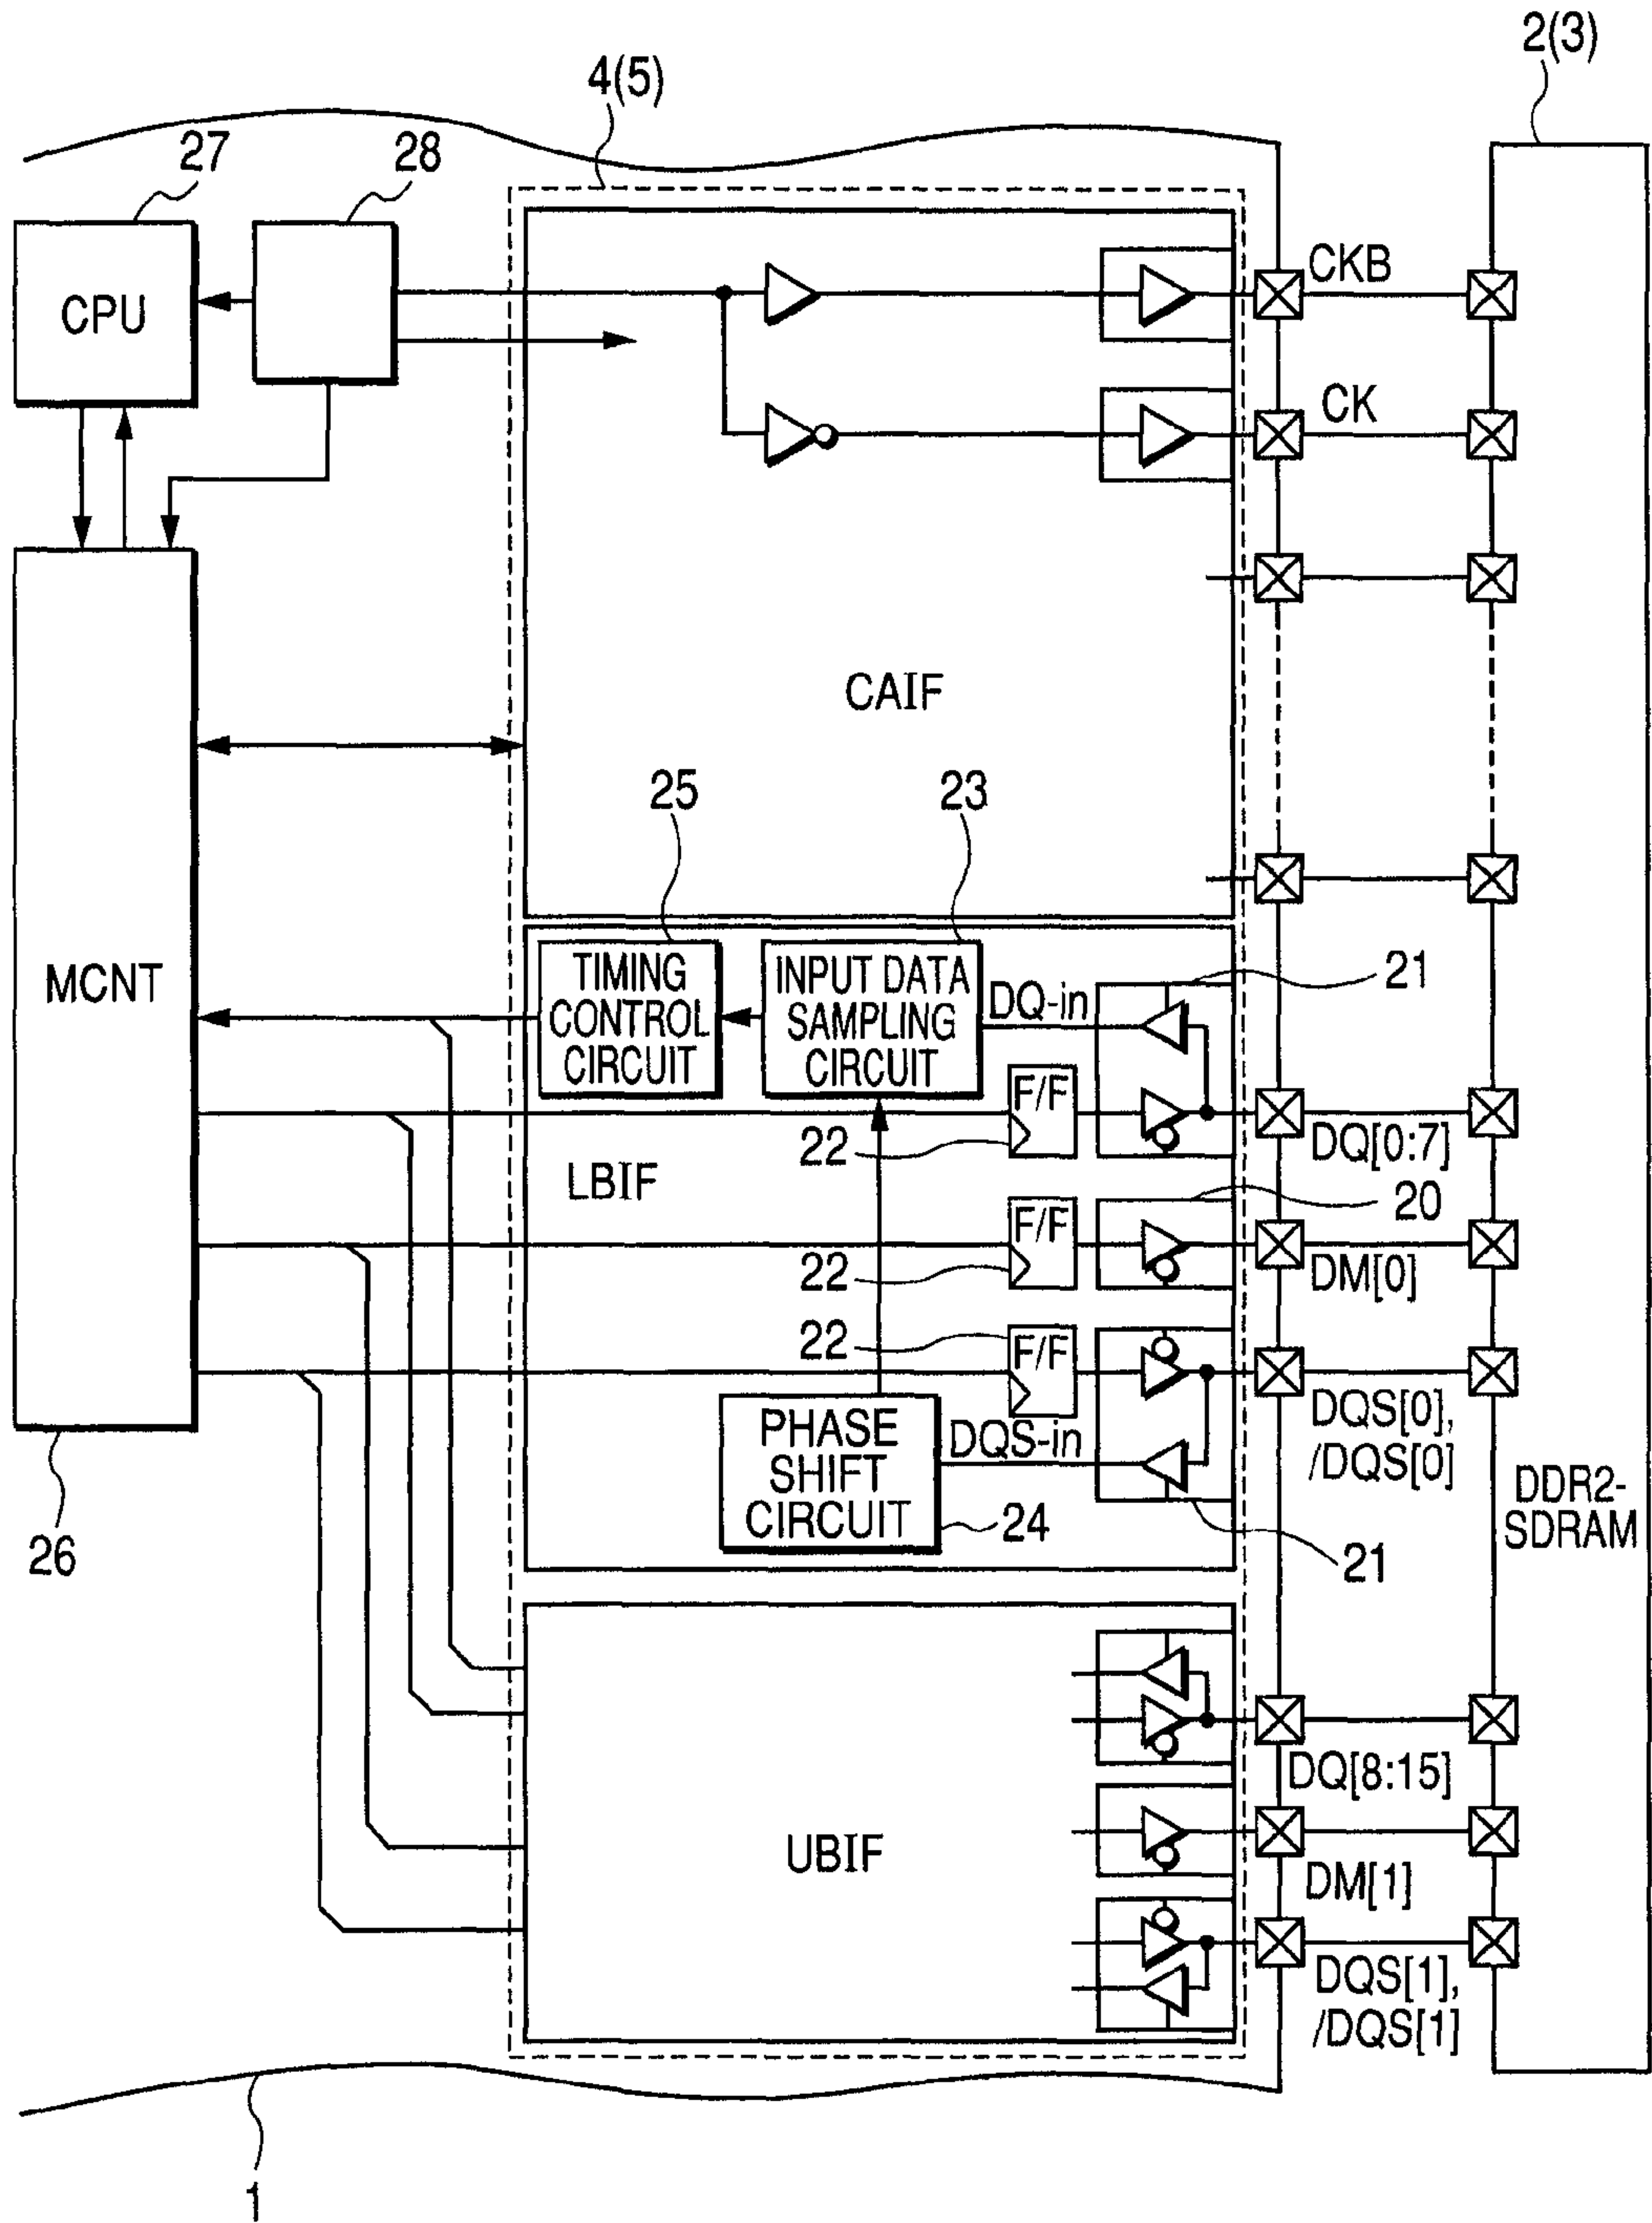 2(3)
4(5)
27
28
CPU
CKB
CK
CAIF
25
23
MCNT
TIMING
CONTROL
CIRCUIT
INPUT DATA
SAMPLING
CIRCUIT
DQ-in
21
F/F
22
DQ[0:7]
LBIF
20
F/F
22
DM[0]
22
F/F
PHASE
SHIFT
CIRCUIT
DQS-in
DQS[0],
/DQS[0]
24
21
DDR2-
SDRAM
26
DQ[8:15]
UBIF
DM[1]
DQS[1],
/DQS[1]
1